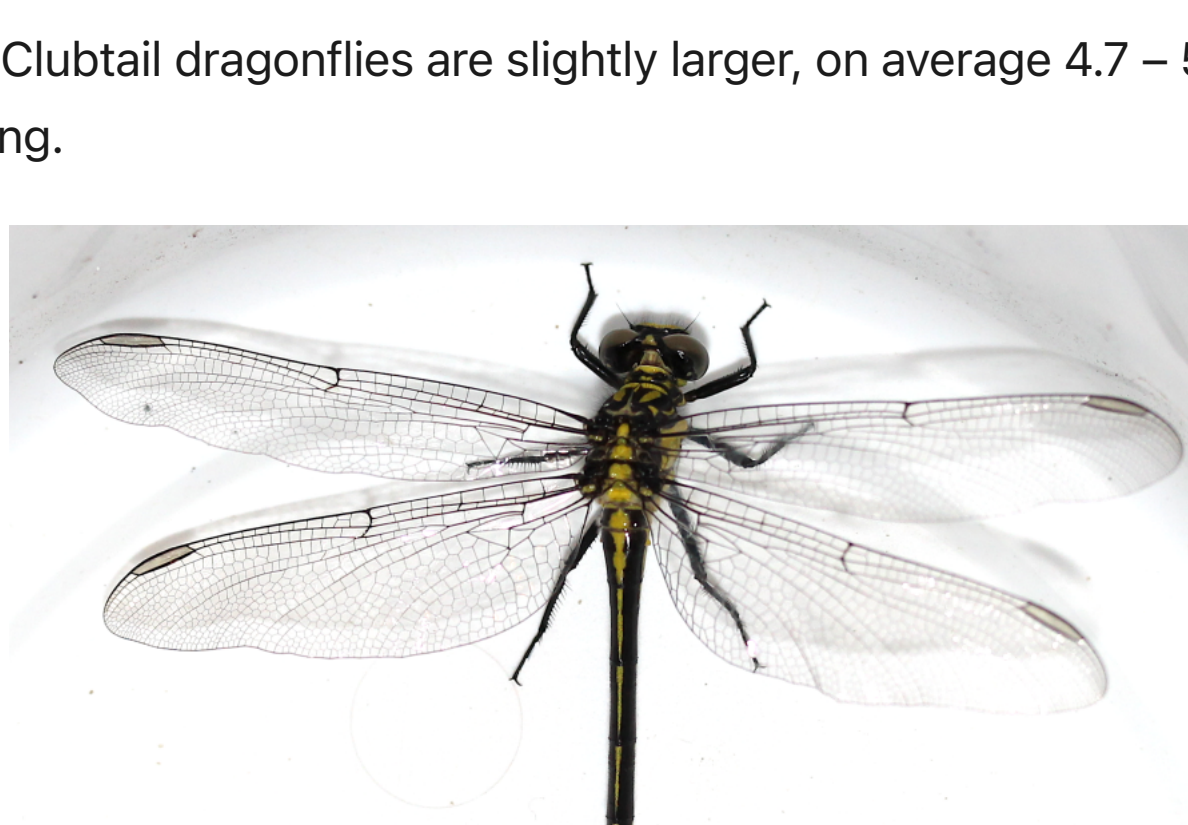 Clubtail dragonflies are slightly larger, on average 4.7 –
ng.